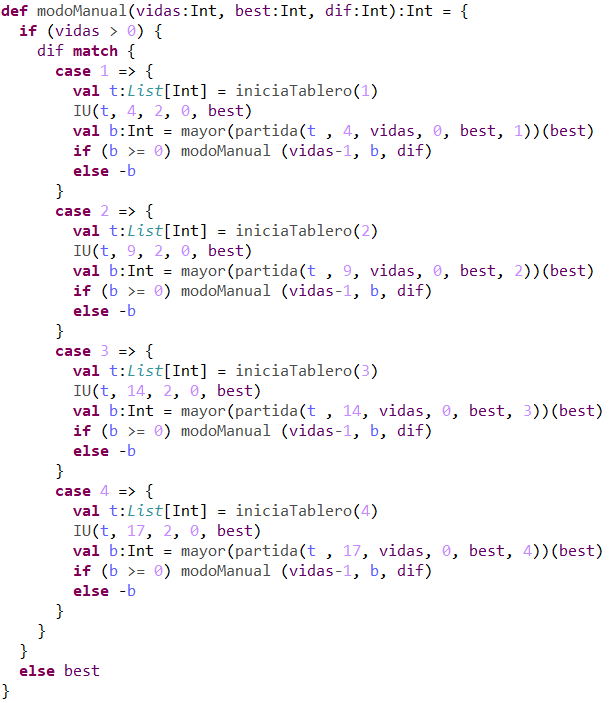 def modoManual(vidas:Int, best:Int, dif:Int):Int = {
  if (vidas > 0) {
    dif match {
      case 1 => {
        val t:List[Int] = iniciaTablero(1)
        IU(t, 4, 2, 0, best)
        val b:Int = mayor(partida(t , 4, vidas, 0, best, 1))(best)
        if (b >= 0) modoManual (vidas-1, b, dif)
        else -b
      }
      case 2 => {
        val t:List[Int] = iniciaTablero(2)
        IU(t, 9, 2, 0, best)
        val b:Int = mayor(partida(t , 9, vidas, 0, best, 2))(best)
        if (b >= 0) modoManual (vidas-1, b, dif)
        else -b
      }
      case 3 => {
        val t:List[Int] = iniciaTablero(3)
        IU(t, 14, 2, 0, best)
        val b:Int = mayor(partida(t , 14, vidas, 0, best, 3))(best)
        if (b >= 0) modoManual (vidas-1, b, dif)
        else -b
      }
      case 4 => {
        val t:List[Int] = iniciaTablero(4)
        IU(t, 17, 2, 0, best)
        val b:Int = mayor(partida(t , 17, vidas, 0, best, 4))(best)
        if (b >= 0) modoManual (vidas-1, b, dif)
        else -b
      }
    }
  }
  else best
}